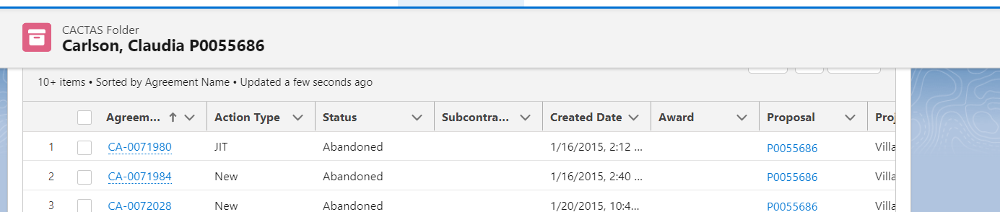 CACTAS Folder
Carlson, Claudia P0055686
10+ items • Sorted by Agreement Name • Updated a few seconds ago
Agreem... Action Type Status Subcontra... Created Date Award Proposal Proj
1 CA-0071980 JIT Abandoned 1/16/2015, 2:12 ... P0055686 Villa
2 CA-0071984 New Abandoned 1/16/2015, 2:40 ... P0055686 Villa
3 CA-0072028 New Abandoned 1/20/2015, 10:4... P0055686 Villa